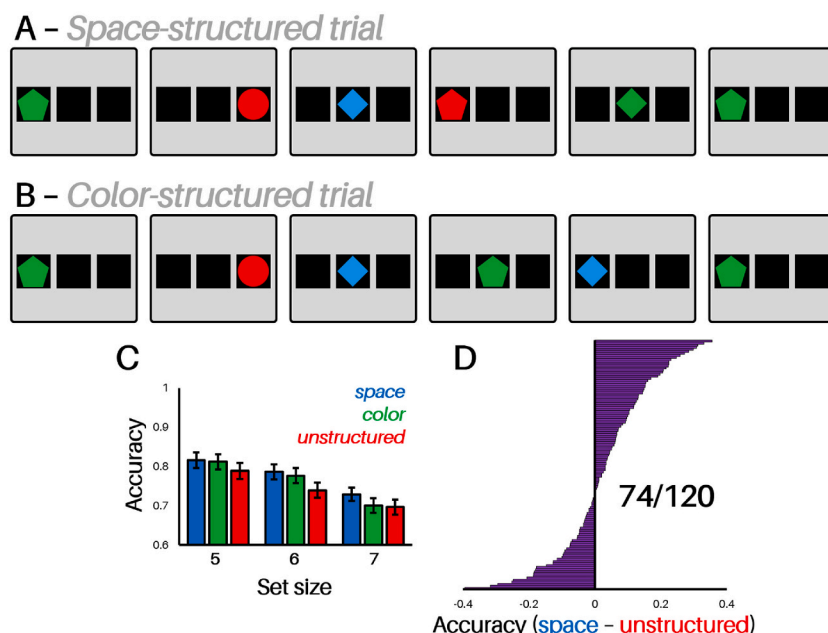 A – Space-structured trial
B – Color-structured trial
C
D
1
space
color
unstructured
0.9
0.8
0.7
0.6
Accuracy
5 6 7
Set size
74/120
-0.4 -0.2 0 0.2 0.4
Accuracy (space – unstructured)